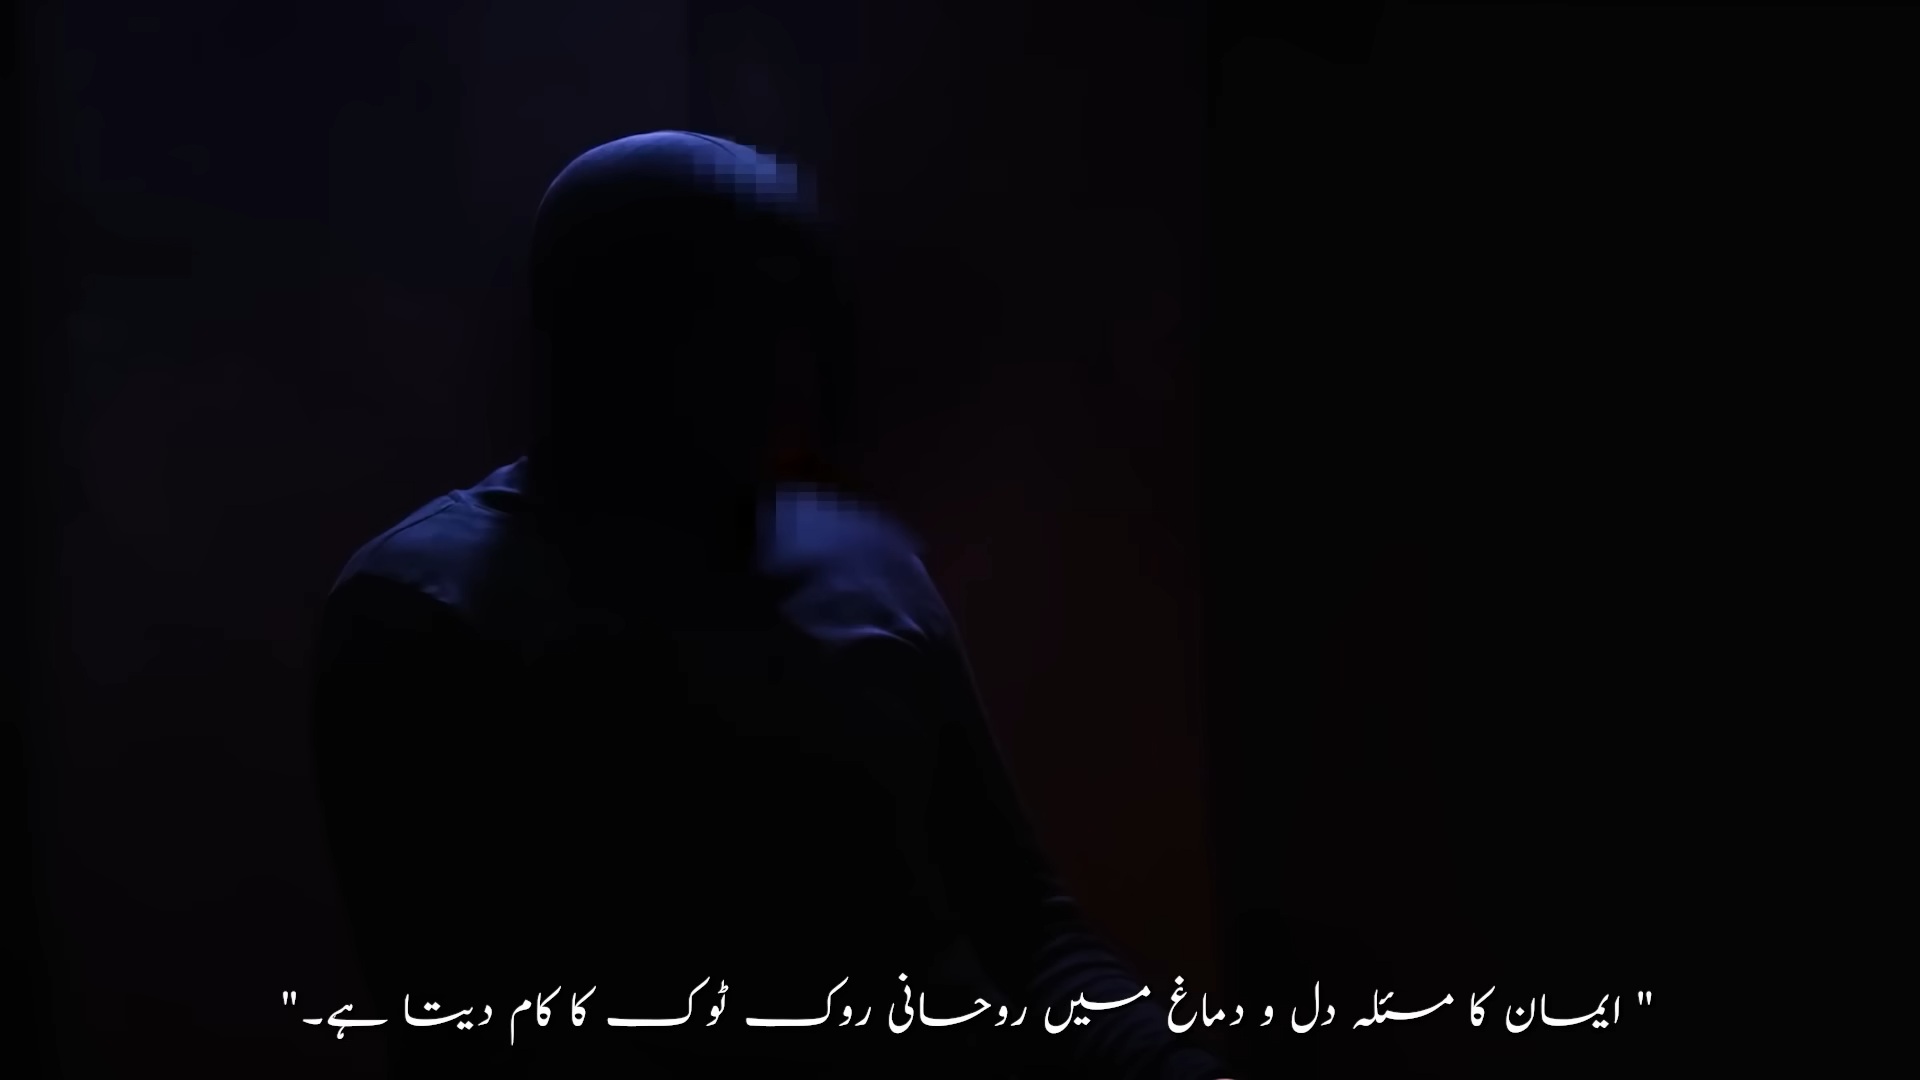 " ایمان کا مسئلہ دل و دماغ میں روحانی روک ٹوک کا کام دیتا ہے۔"